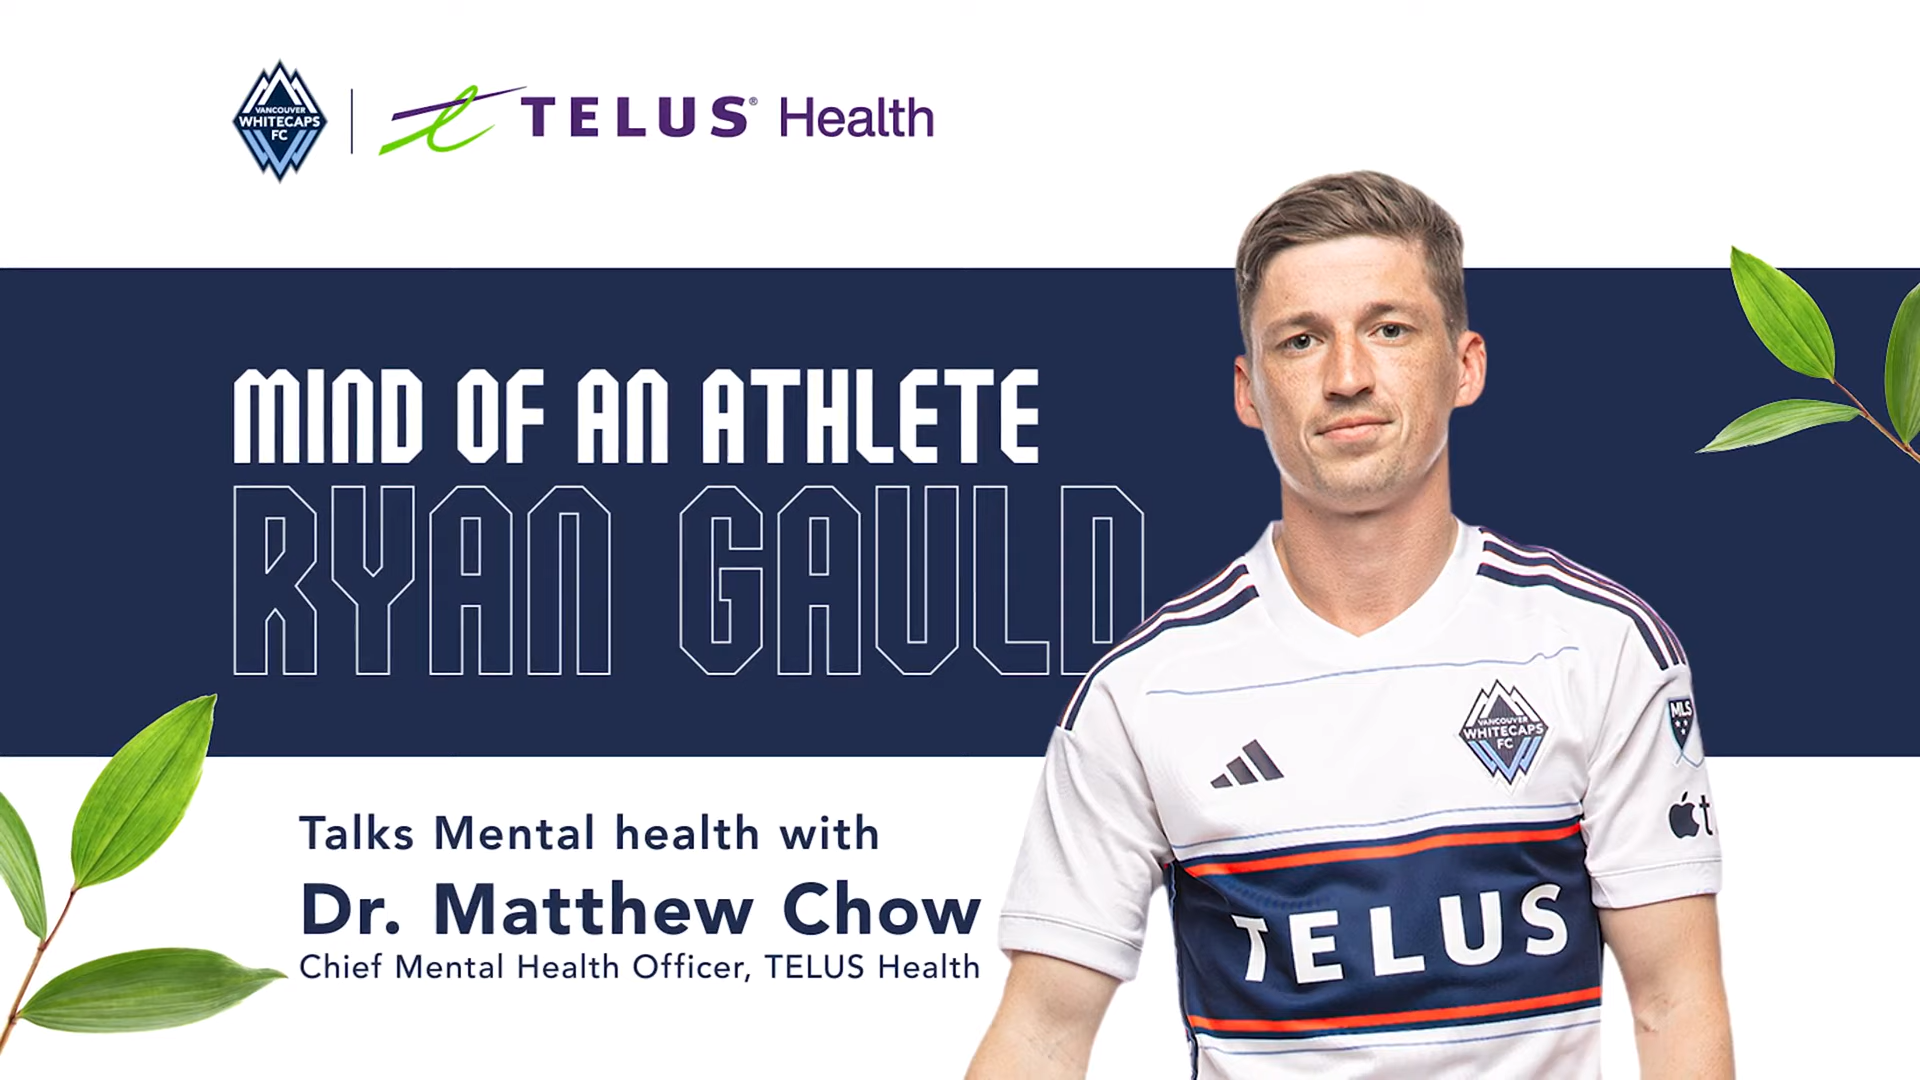 VANCOUVER
WHITECAPS
FC
TELUS® Health
MIND OF AN ATHLETE
RYAN GAULD
Talks Mental health with
Dr. Matthew Chow
Chief Mental Health Officer, TELUS Health
VANCOUVER
WHITECAPS
FC
MLS
t
TELUS